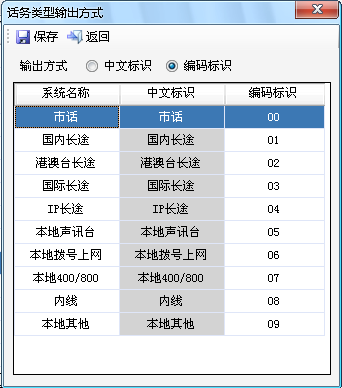 话务类型输出方式
保存 返回
输出方式 中文标识 编码标识
系统名称 中文标识 编码标识
市话 市话 00
国内长途 国内长途 01
港澳台长途 港澳台长途 02
国际长途 国际长途 03
IP长途 IP长途 04
本地声讯台 本地声讯台 05
本地拨号上网 本地拨号上网 06
本地400/800 本地400/800 07
内线 内线 08
本地其他 本地其他 09